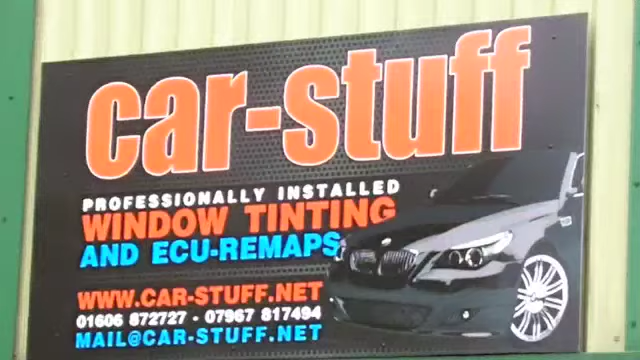 car-stuff
PROFESSIONALLY INSTALLED
WINDOW TINTING
AND ECU-REMAPS
WWW.CAR-STUFF.NET
01606 872727 - 07967 817494
MAIL@CAR-STUFF.NET